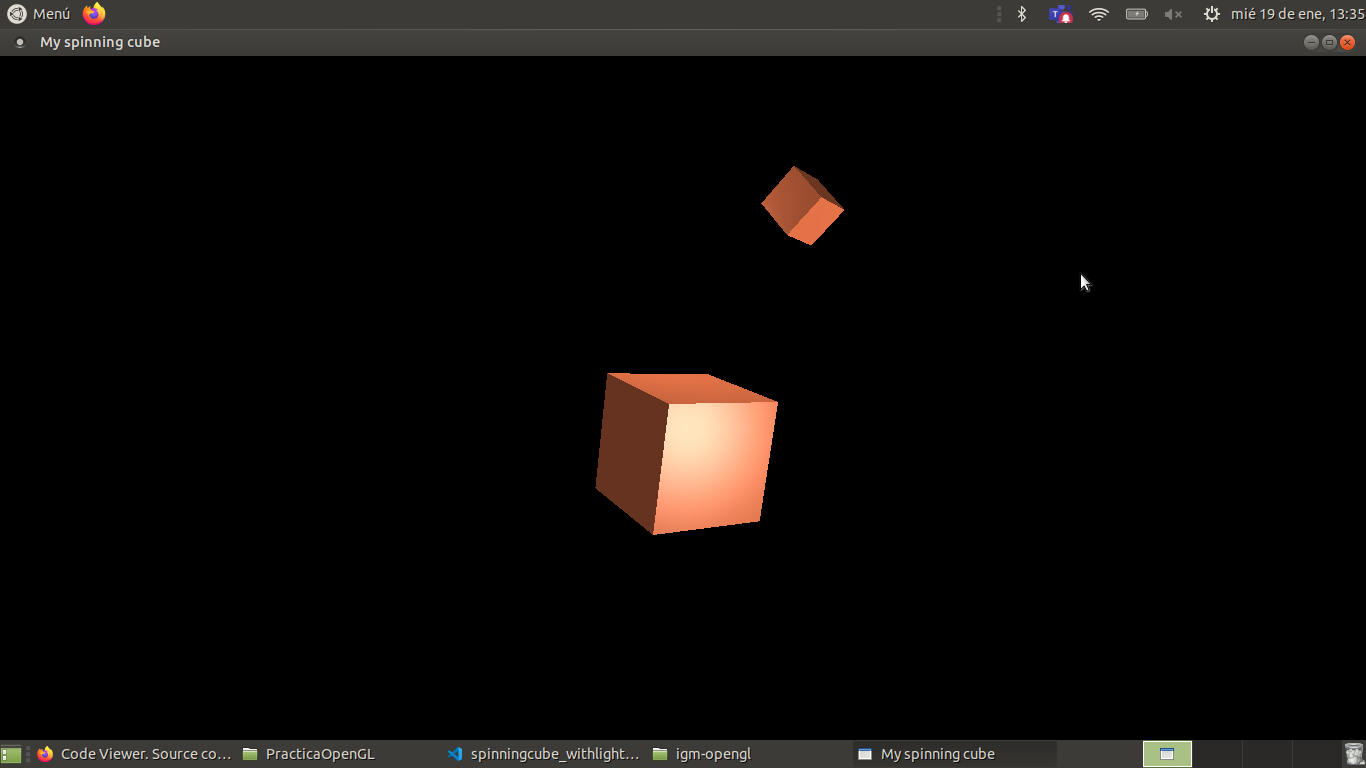 Menú mié 19 de ene, 13:35
My spinning cube
Code Viewer. Source co... PracticaOpenGL spinningcube_withlight... igm-opengl My spinning cube